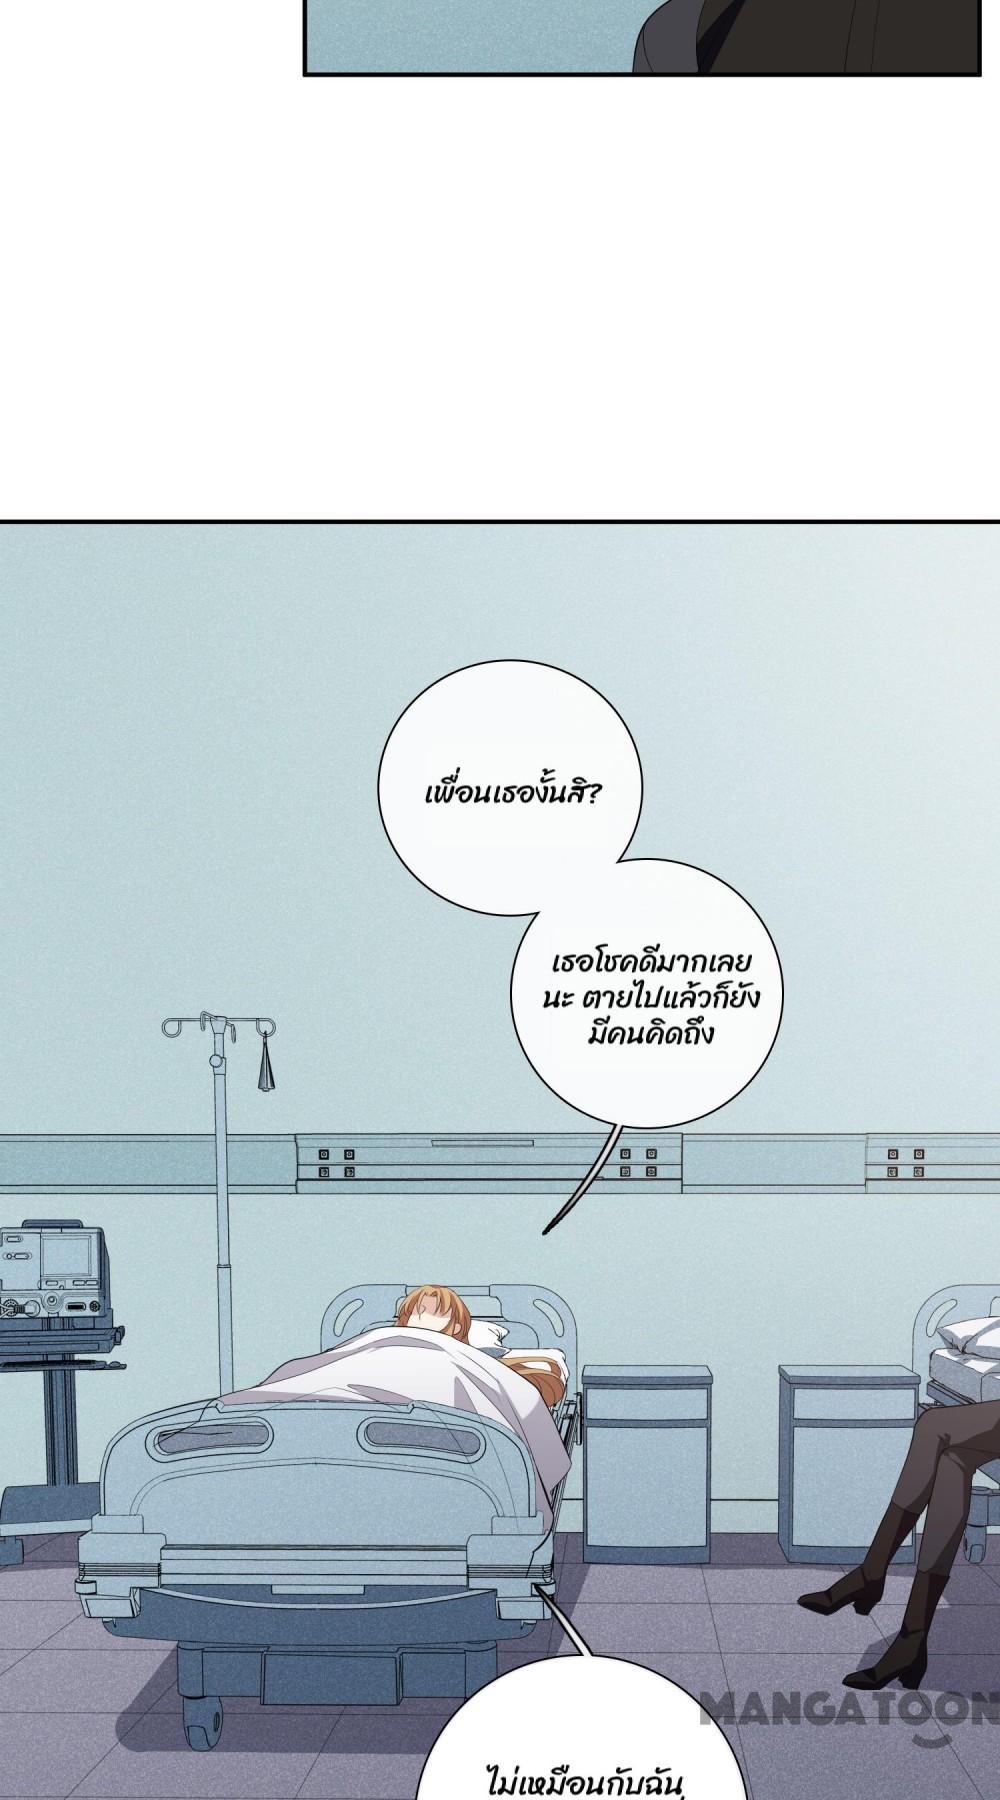 เพื่อนเธองั้นสิ?
เธอโชคดีมากเลย
นะ ตายไปแล้วก็ยัง
มีคนคิดถึง
MANGATOON
ไม่เหมือนกับฉัน